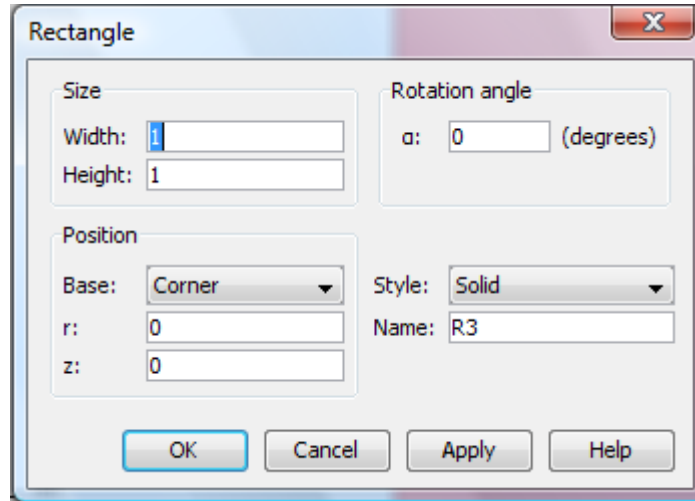 Rectangle
Size
Width: 1
Height: 1
Rotation angle
α: 0 (degrees)
Position
Base: Corner
r: 0
z: 0
Style: Solid
Name: R3
OK Cancel Apply Help